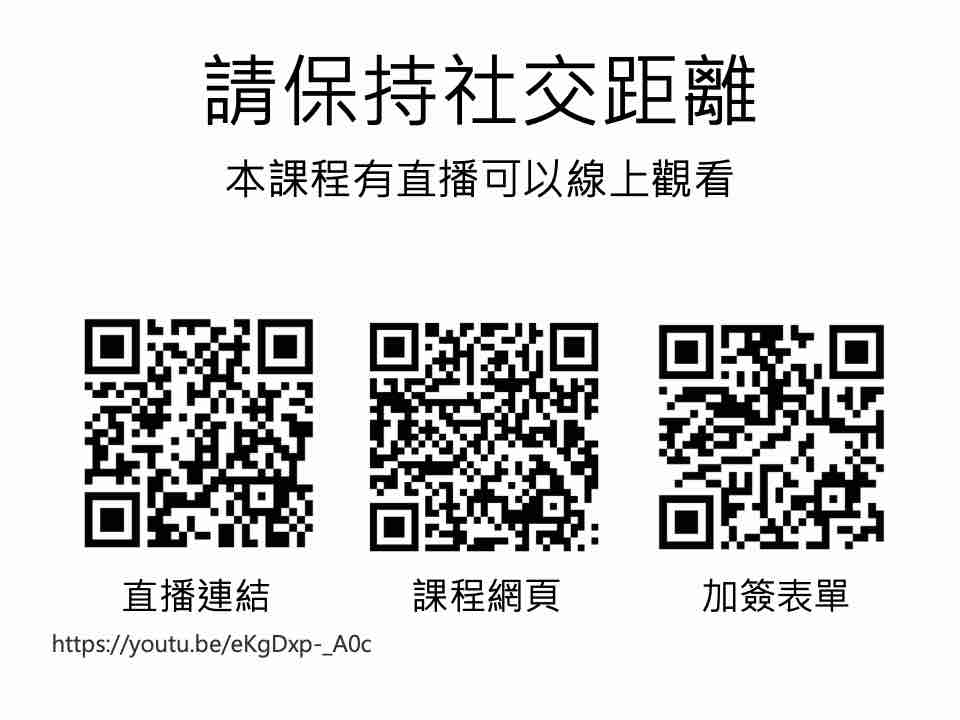 請保持社交距離
本課程有直播可以線上觀看
直播連結
課程網頁
加簽表單
https://youtu.be/eKgDxp-_A0c